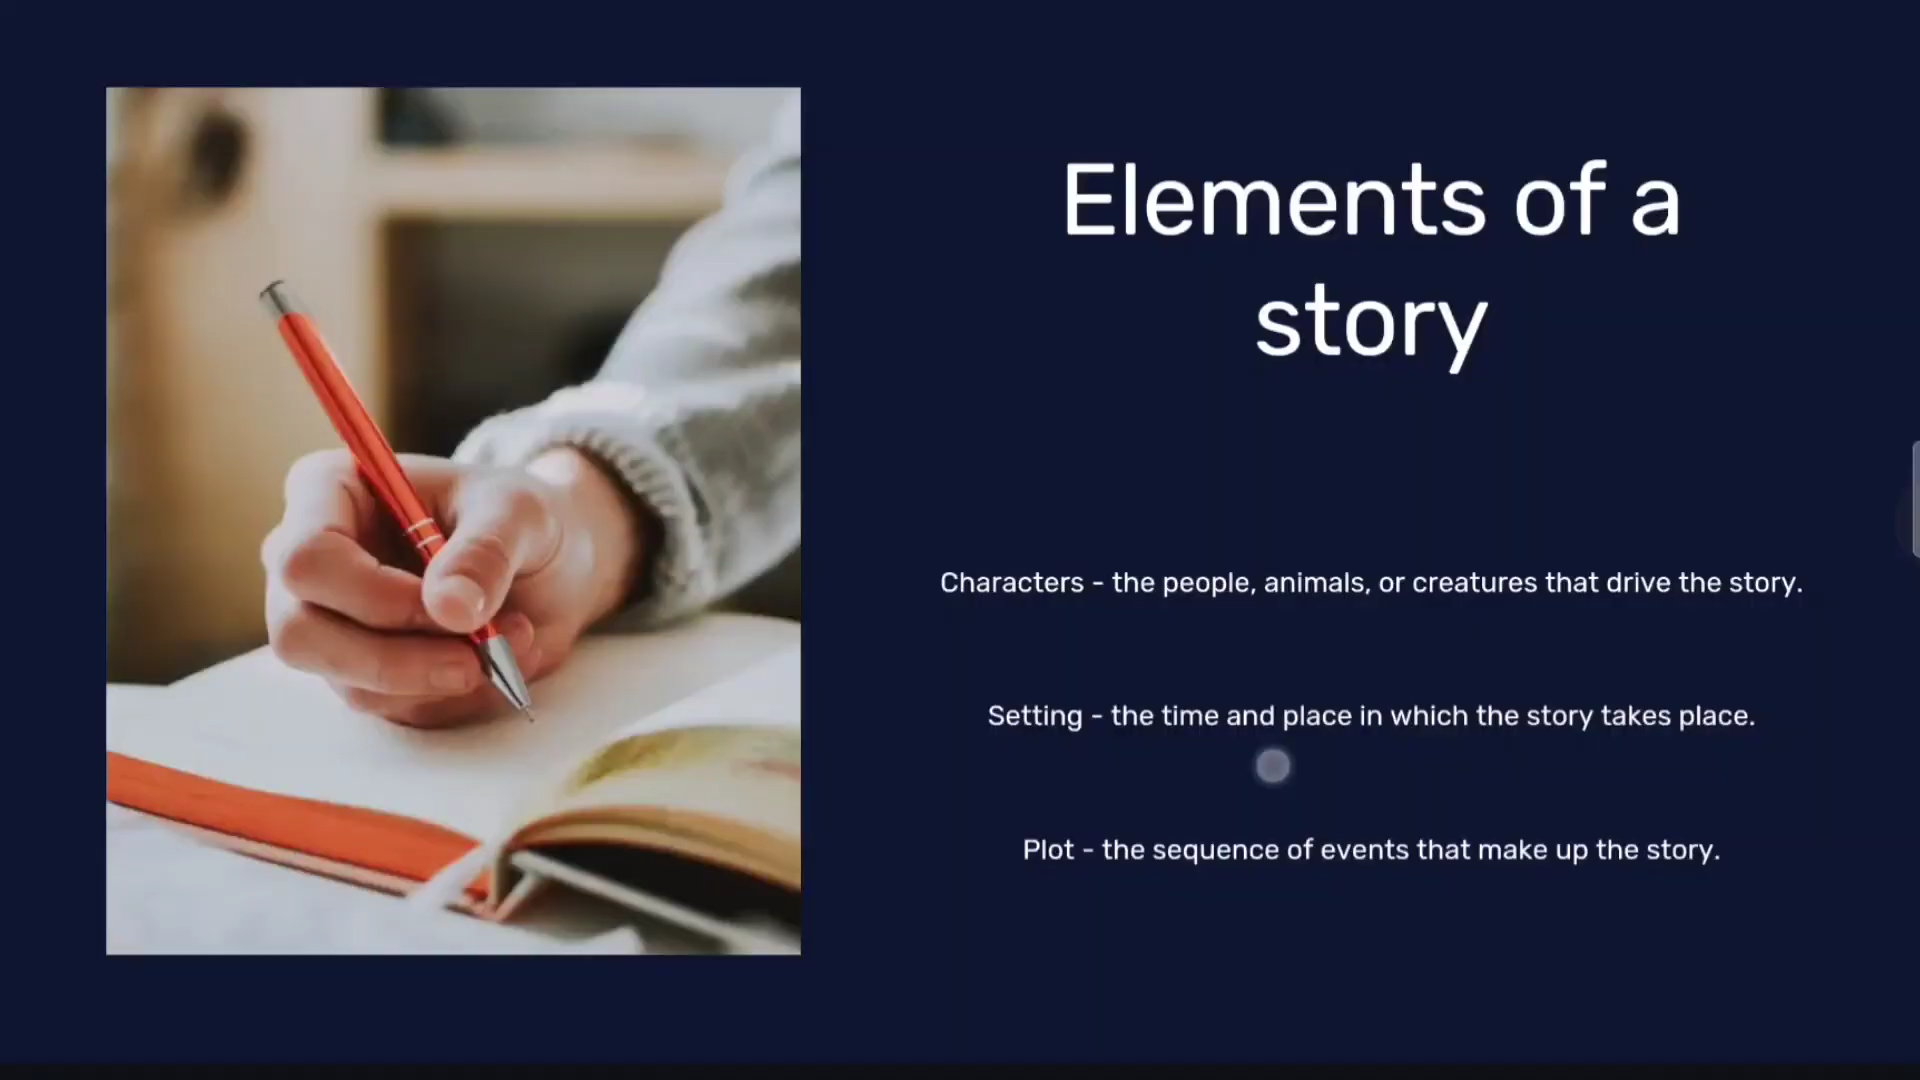 Elements of a
story
Characters - the people, animals, or creatures that drive the story.
Setting - the time and place in which the story takes place.
Plot - the sequence of events that make up the story.